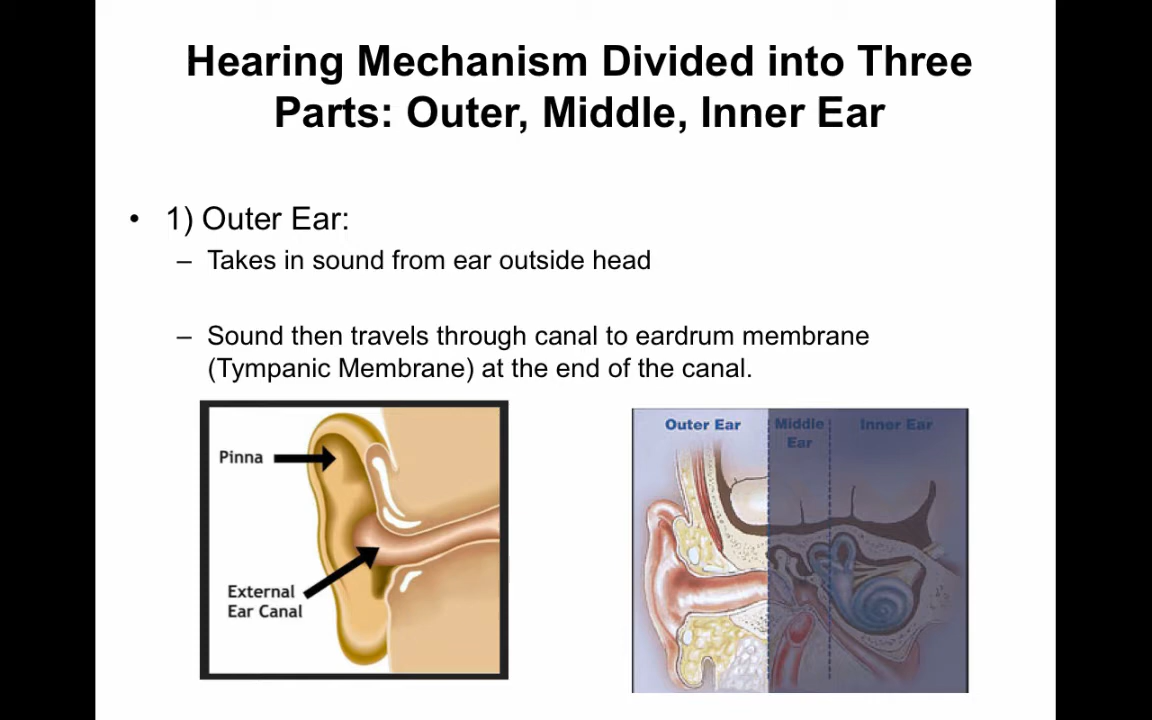 Hearing Mechanism Divided into Three
Parts: Outer, Middle, Inner Ear
• 1) Outer Ear:
– Takes in sound from ear outside head
– Sound then travels through canal to eardrum membrane
(Tympanic Membrane) at the end of the canal.
Pinna
External
Ear Canal
Outer Ear
Middle
Ear
Inner Ear